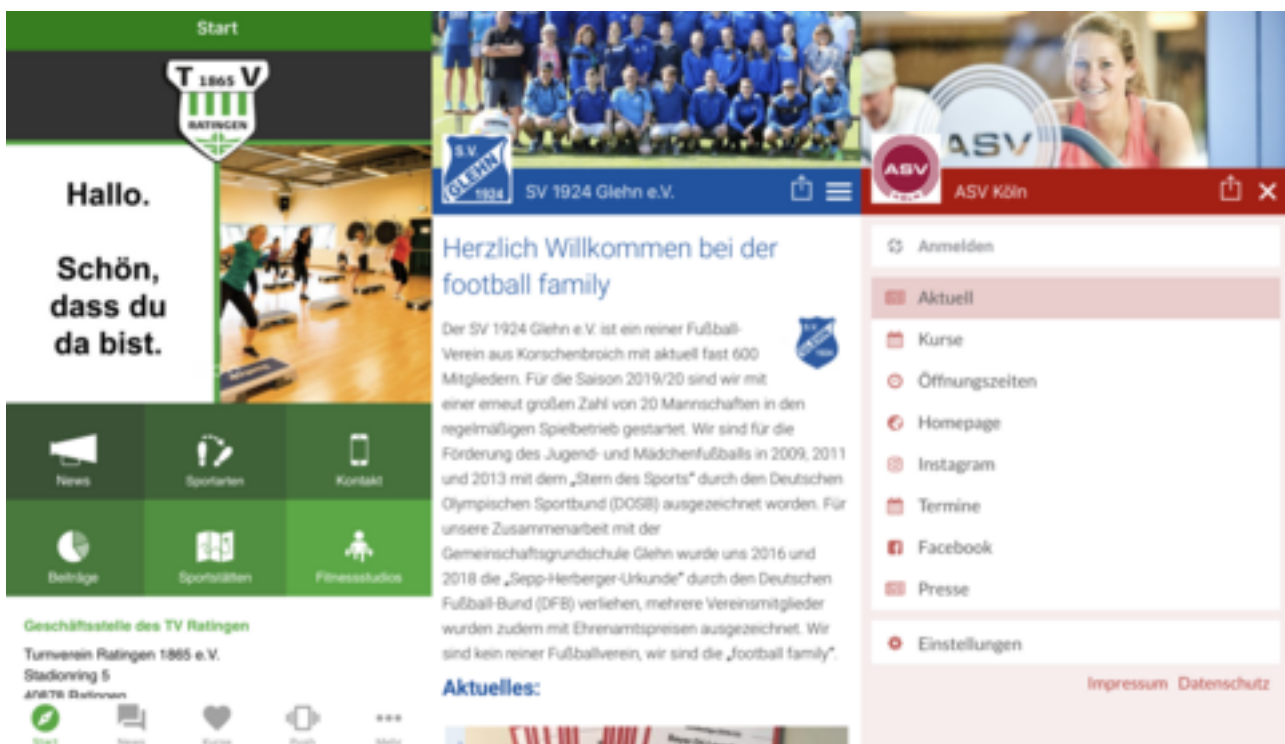 Start
T 1865 V
RATINGEN
Hallo.
Schön,
dass du
da bist.
News
Sportarten
Kontakt
Beiträge
Sportstätten
Fitnessstudios
Geschäftsstelle des TV Ratingen
Turnverein Ratingen 1865 e.V.
Stadionring 5
40878 Ratingen
Start
News
Kurse
Push
Mehr
S.V.
GLEHN
1924
SV 1924 Glehn e.V.
Herzlich Willkommen bei der
football family
Der SV 1924 Glehn e.V. ist ein reiner Fußball-
Verein aus Korschenbroich mit aktuell fast 600
Mitgliedern. Für die Saison 2019/20 sind wir mit
einer erneut großen Zahl von 20 Mannschaften in den
regelmäßigen Spielbetrieb gestartet. Wir sind für die
Förderung des Jugend- und Mädchenfußballs in 2009, 2011
und 2013 mit dem „Stern des Sports“ durch den Deutschen
Olympischen Sportbund (DOSB) ausgezeichnet worden. Für
unsere Zusammenarbeit mit der
Gemeinschaftsgrundschule Glehn wurde uns 2016 und
2018 die „Sepp-Herberger-Urkunde“ durch den Deutschen
Fußball-Bund (DFB) verliehen, mehrere Vereinsmitglieder
wurden zudem mit Ehrenamtspreisen ausgezeichnet. Wir
sind kein reiner Fußballverein, wir sind die „football family“.
Aktuelles:
ASV
ASV
ASV Köln
Anmelden
Aktuell
Kurse
Öffnungszeiten
Homepage
Instagram
Termine
Facebook
Presse
Einstellungen
Impressum Datenschutz